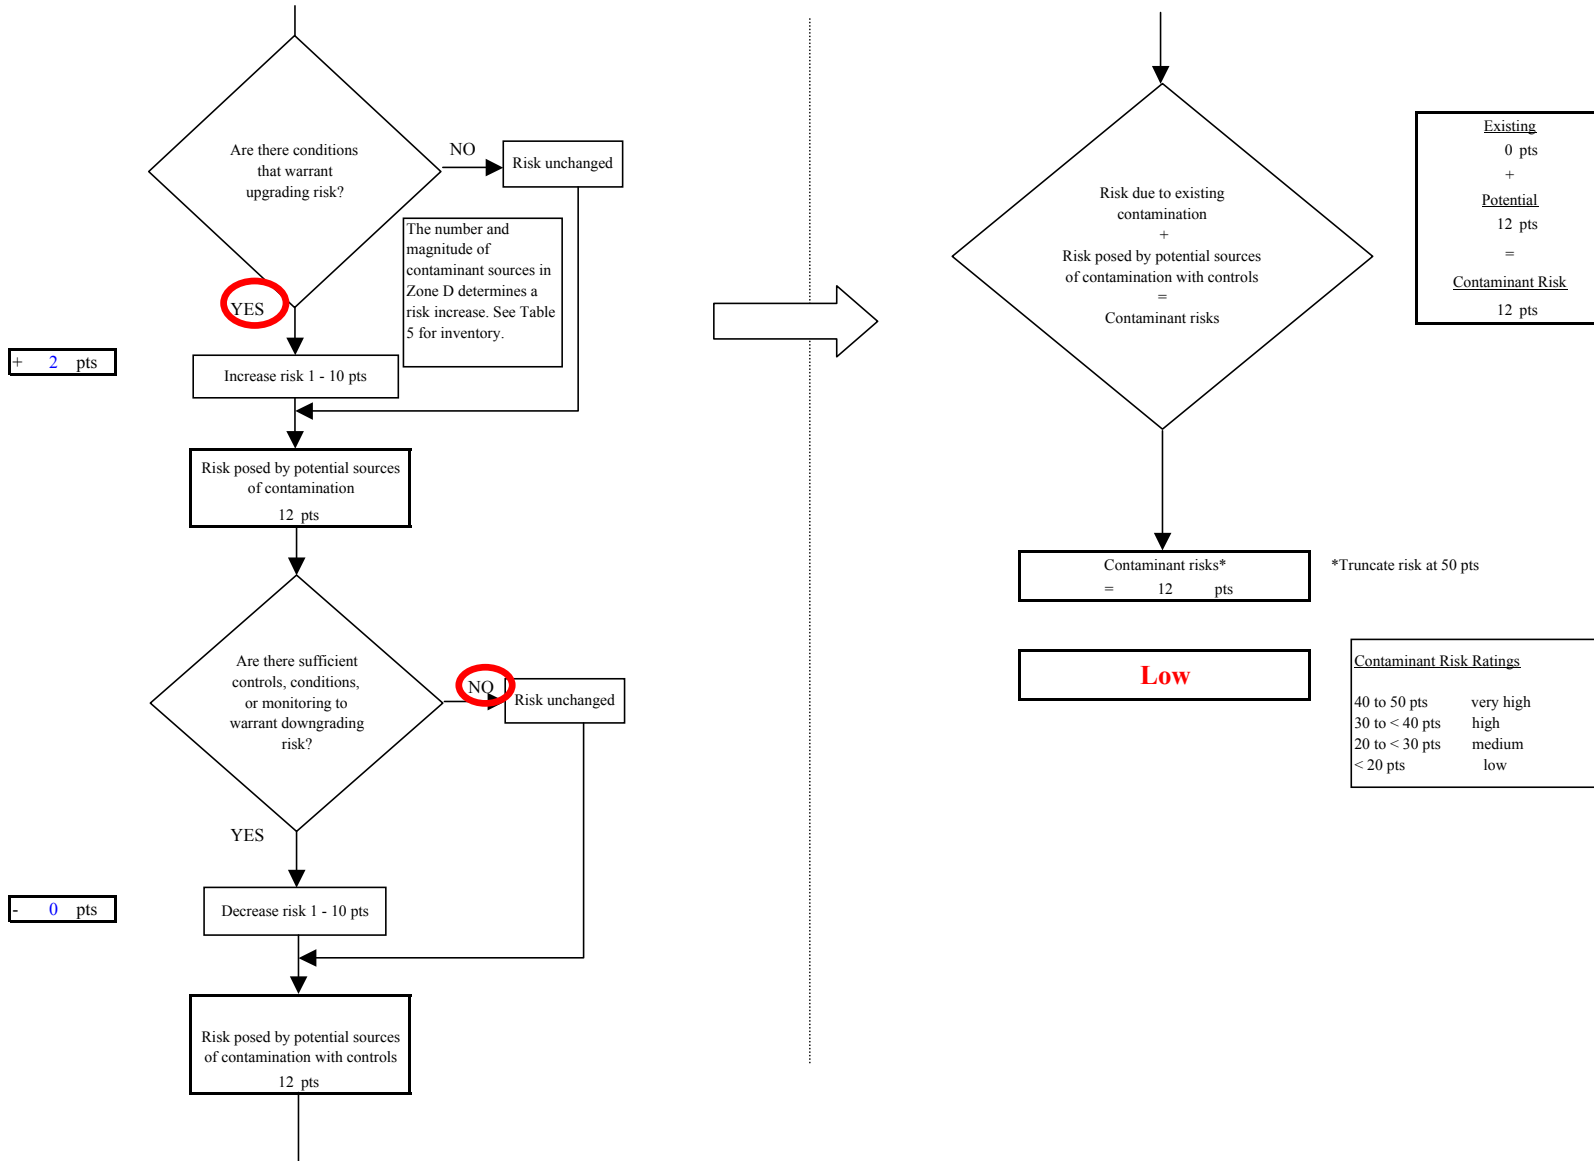 Are there conditions
that warrant
upgrading risk?
NO
Risk unchanged
The number and
magnitude of
contaminant sources in
Zone D determines a
risk increase. See Table
5 for inventory.
YES
+ 2 pts
Increase risk 1 - 10 pts
Risk posed by potential sources
of contamination
12 pts
Are there sufficient
controls, conditions,
or monitoring to
warrant downgrading
risk?
NO
Risk unchanged
YES
- 0 pts
Decrease risk 1 - 10 pts
Risk posed by potential sources
of contamination with controls
12 pts
Risk due to existing
contamination
+
Risk posed by potential sources
of contamination with controls
=
Contaminant risks
Existing
0 pts
+
Potential
12 pts
=
Contaminant Risk
12 pts
Contaminant risks*
= 12 pts
*Truncate risk at 50 pts
Low
Contaminant Risk Ratings
40 to 50 pts very high
30 to < 40 pts high
20 to < 30 pts medium
< 20 pts low